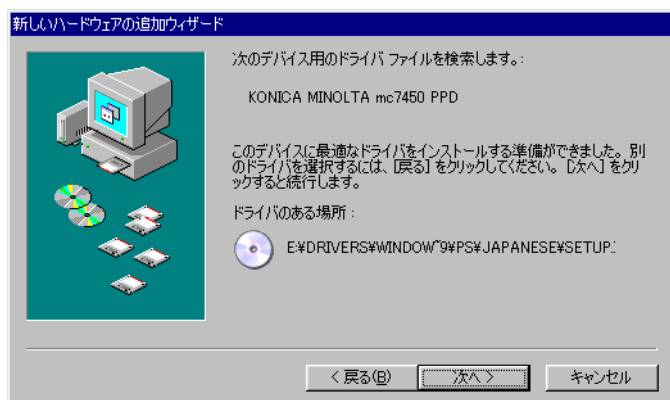 新しいハードウェアの追加ウィザード
次のデバイス用のドライバ ファイルを検索します。:
KONICA MINOLTA mc7450 PPD
このデバイスに最適なドライバをインストールする準備ができました。別
のドライバを選択するには、[戻る] をクリックしてください。[次へ] をクリ
ックすると続行します。
ドライバのある場所 :
E:¥DRIVERS¥WINDOW~9¥PS¥JAPANESE¥SETUP.
< 戻る(B)
次へ >
キャンセル